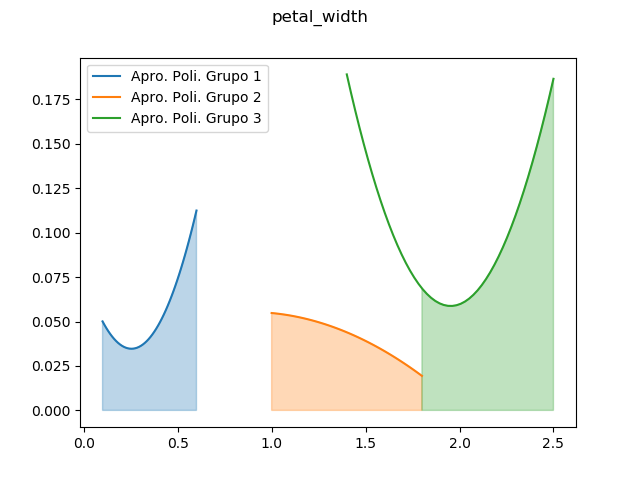 petal_width
Apro. Poli. Grupo 1
Apro. Poli. Grupo 2
Apro. Poli. Grupo 3
0.175
0.150
0.125
0.100
0.075
0.050
0.025
0.000
0.0 0.5 1.0 1.5 2.0 2.5